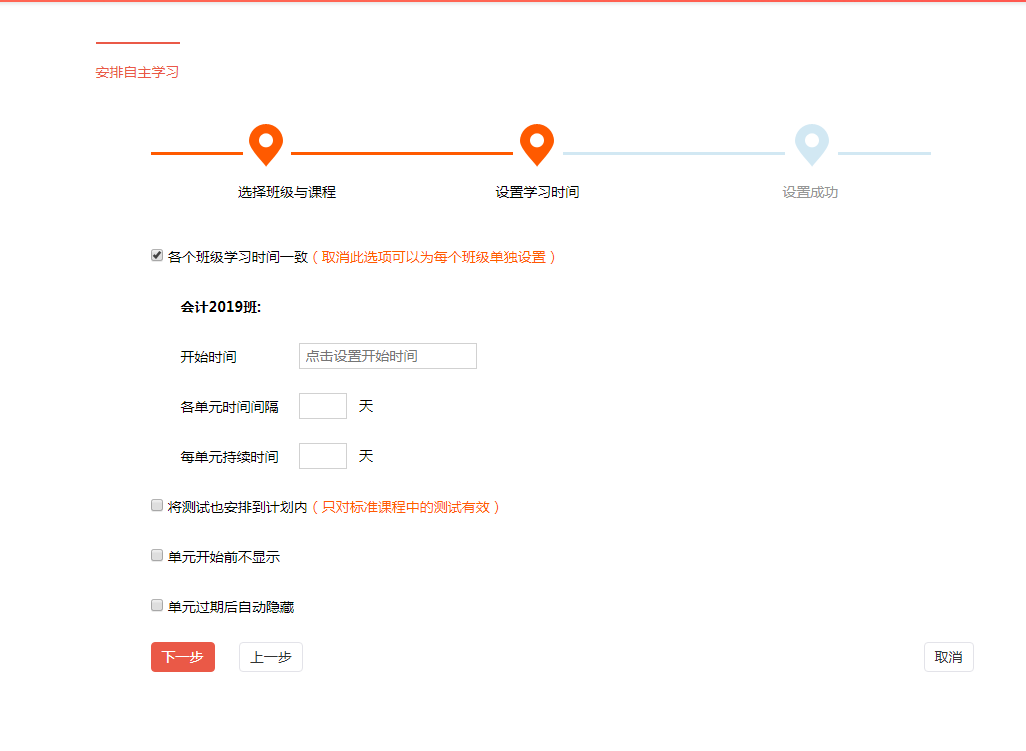 安排自主学习
选择班级与课程 设置学习时间 设置成功
各个班级学习时间一致（取消此选项可以为每个班级单独设置）
会计2019班:
开始时间 点击设置开始时间
各单元时间间隔 天
每单元持续时间 天
将测试也安排到计划内（只对标准课程中的测试有效）
单元开始前不显示
单元过期后自动隐藏
下一步 上一步 取消